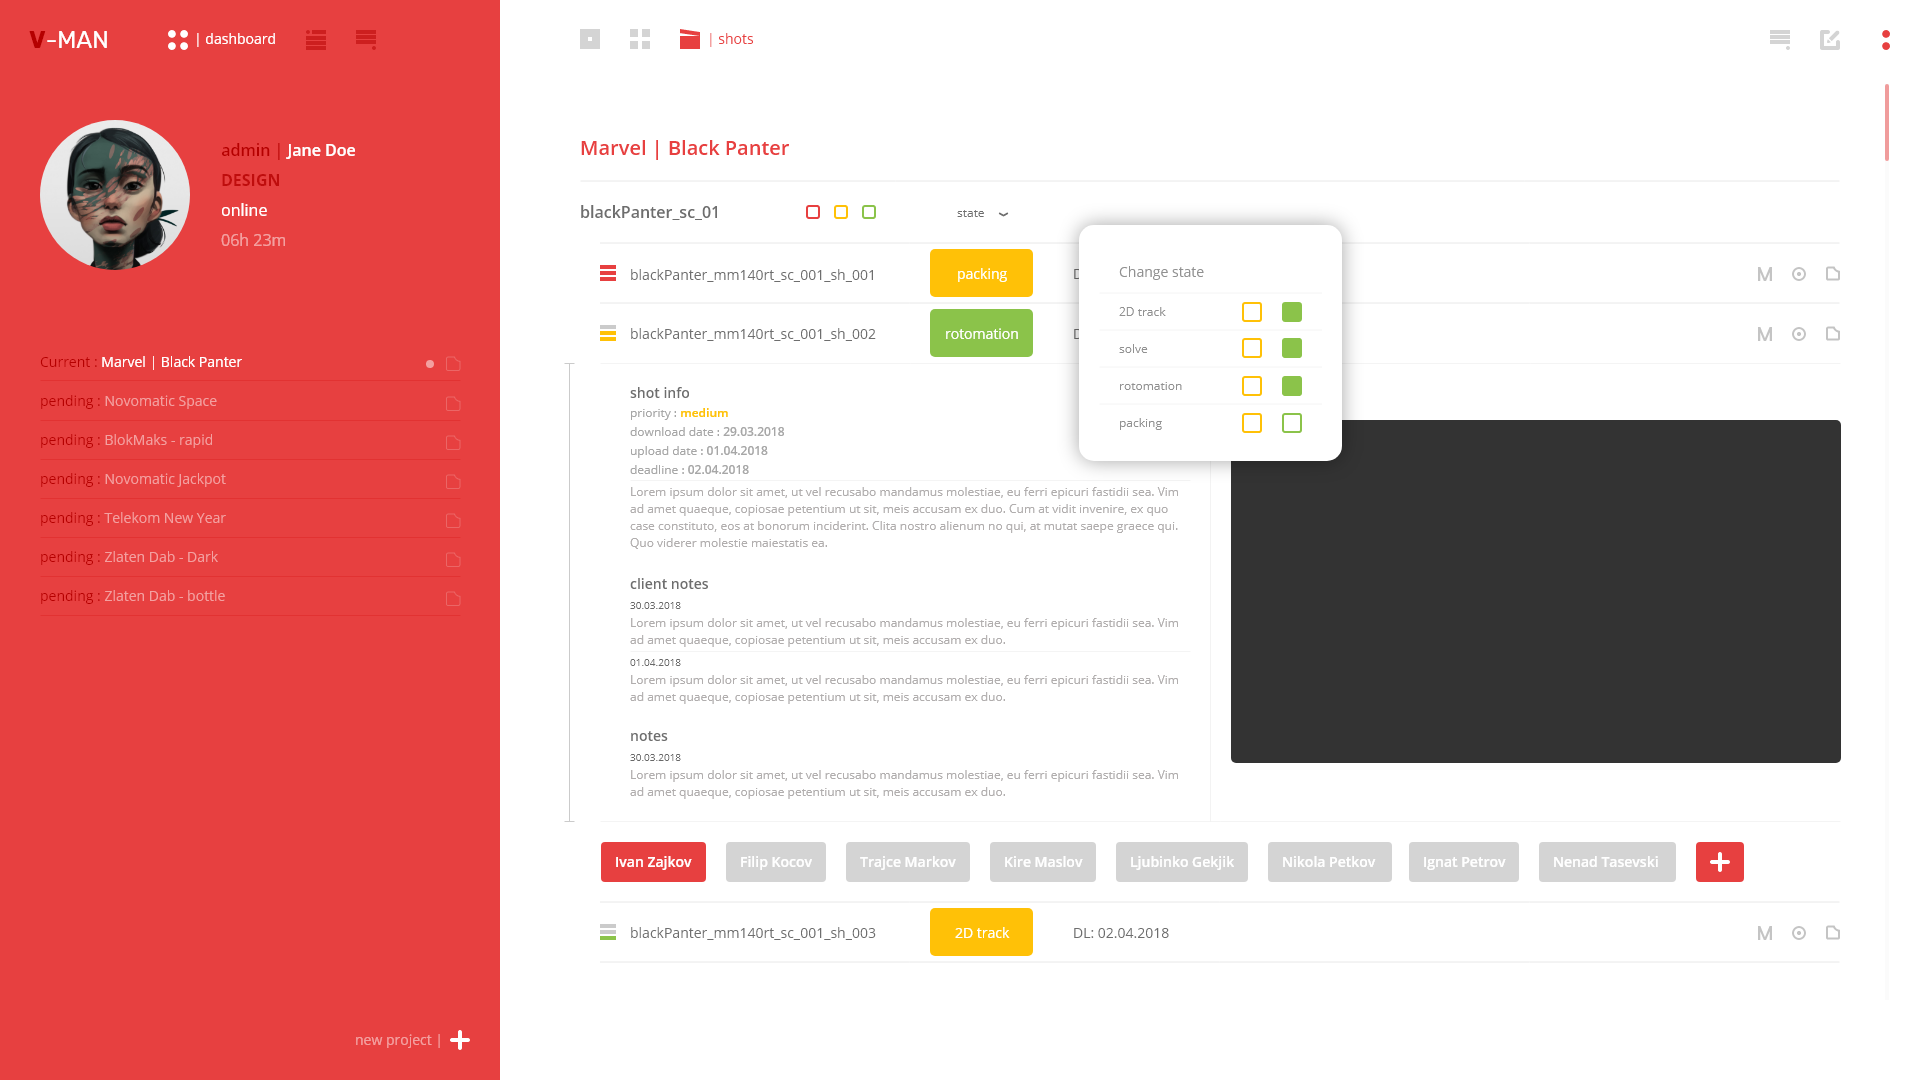 V-MAN
| dashboard
| shots
admin | Jane Doe
DESIGN
online
06h 23m
Current : Marvel | Black Panter
pending : Novomatic Space
pending : BlokMaks - rapid
pending : Novomatic Jackpot
pending : Telekom New Year
pending : Zlaten Dab - Dark
pending : Zlaten Dab - bottle
new project |
Marvel | Black Panter
blackPanter_sc_01
state
blackPanter_mm140rt_sc_001_sh_001
packing
D
M
blackPanter_mm140rt_sc_001_sh_002
rotomation
D
M
Change state
2D track
solve
rotomation
packing
shot info
priority : medium
download date : 29.03.2018
upload date : 01.04.2018
deadline : 02.04.2018
Lorem ipsum dolor sit amet, ut vel recusabo mandamus molestiae, eu ferri epicuri fastidii sea. Vim
ad amet quaeque, copiosae petentium ut sit, meis accusam ex duo. Cum at vidit invenire, ex quo
case constituto, eos at bonorum inciderint. Clita nostro alienum no qui, at mutat saepe graece qui.
Quo viderer molestie maiestatis ea.
client notes
30.03.2018
Lorem ipsum dolor sit amet, ut vel recusabo mandamus molestiae, eu ferri epicuri fastidii sea. Vim
ad amet quaeque, copiosae petentium ut sit, meis accusam ex duo.
01.04.2018
Lorem ipsum dolor sit amet, ut vel recusabo mandamus molestiae, eu ferri epicuri fastidii sea. Vim
ad amet quaeque, copiosae petentium ut sit, meis accusam ex duo.
notes
30.03.2018
Lorem ipsum dolor sit amet, ut vel recusabo mandamus molestiae, eu ferri epicuri fastidii sea. Vim
ad amet quaeque, copiosae petentium ut sit, meis accusam ex duo.
Ivan Zajkov
Filip Kocov
Trajce Markov
Kire Maslov
Ljubinko Gekjik
Nikola Petkov
Ignat Petrov
Nenad Tasevski
blackPanter_mm140rt_sc_001_sh_003
2D track
DL: 02.04.2018
M